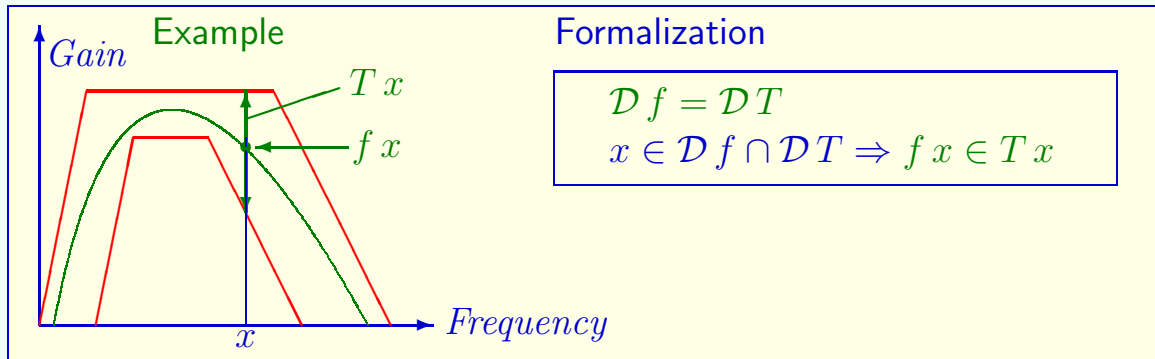 Example
Gain
T x
f x
x
Frequency
Formalization
𝒟 f = 𝒟 T
x ∈ 𝒟 f ∩ 𝒟 T ⇒ f x ∈ T x